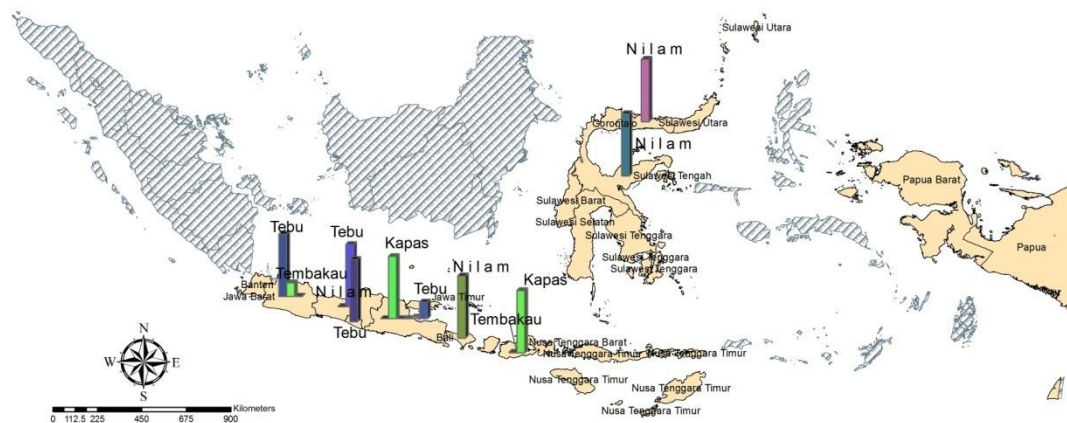 Sulawesi Utara
Nilam
Gorontalo
Sulawesi Utara
Nilam
Sulawesi Tengah
Papua Barat
Sulawesi Barat
Sulawesi Selatan
Sulawesi Tenggara
Papua
Sulawesi Tenggara
Sulawesi Tenggara
Tebu
Tebu
Kapas
Nilam
Kapas
Tembakau
Banten
Jawa Barat
Nilam
Tebu
Jawa Timur
Tembakau
Tebu
Bali
Nusa Tenggara Barat
Nusa Tenggara Timur
Nusa Tenggara Timur
Nusa Tenggara Timur
Nusa Tenggara Timur
Nusa Tenggara Timur
N
W
E
S
Kilometers
0 112.5 225 450 675 900